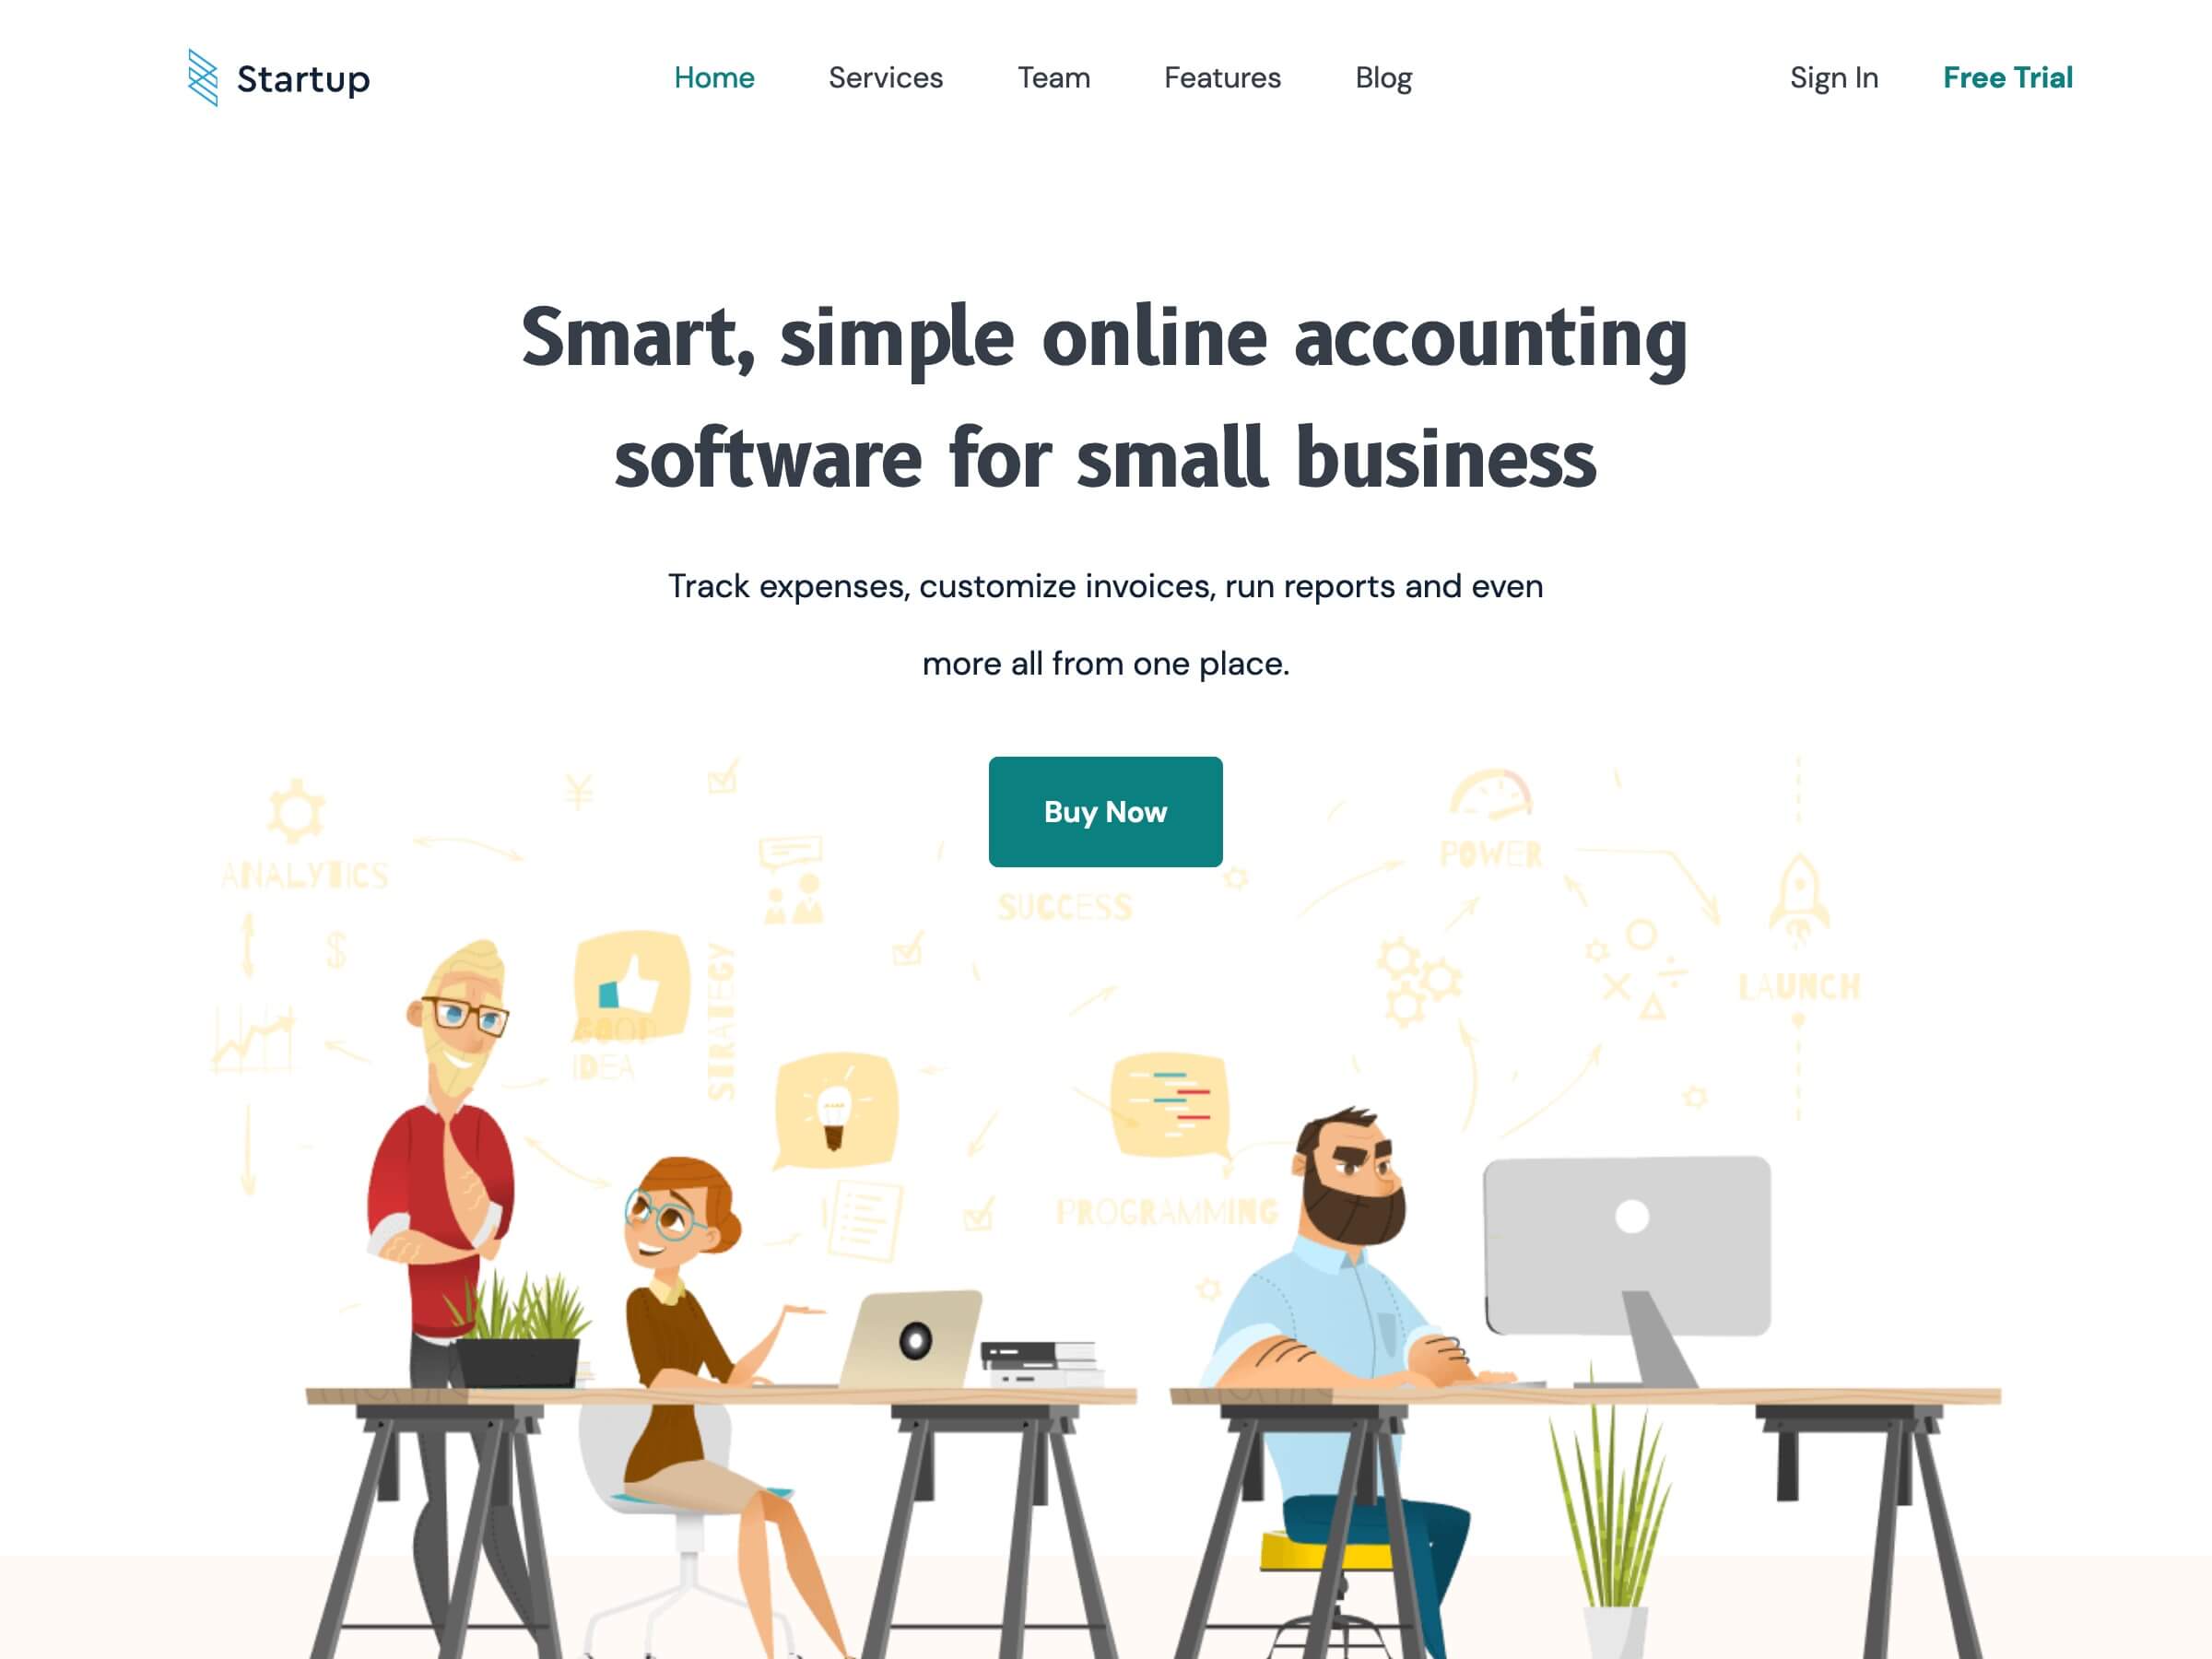 Startup
Home
Services
Team
Features
Blog
Sign In
Free Trial
Smart, simple online accounting
software for small business
Track expenses, customize invoices, run reports and even
more all from one place.
Buy Now
ANALYTICS
POWER
SUCCESS
LAUNCH
STRATEGY
GOOD
IDEA
PROGRAMMING